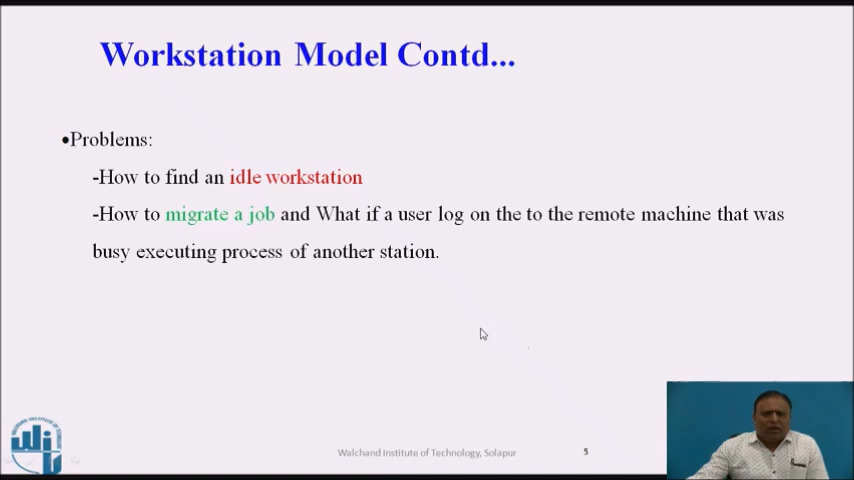 Workstation Model Contd...
•Problems:
-How to find an idle workstation
-How to migrate a job and What if a user log on the to the remote machine that was
busy executing process of another station.
Walchand Institute of Technology, Solapur
5